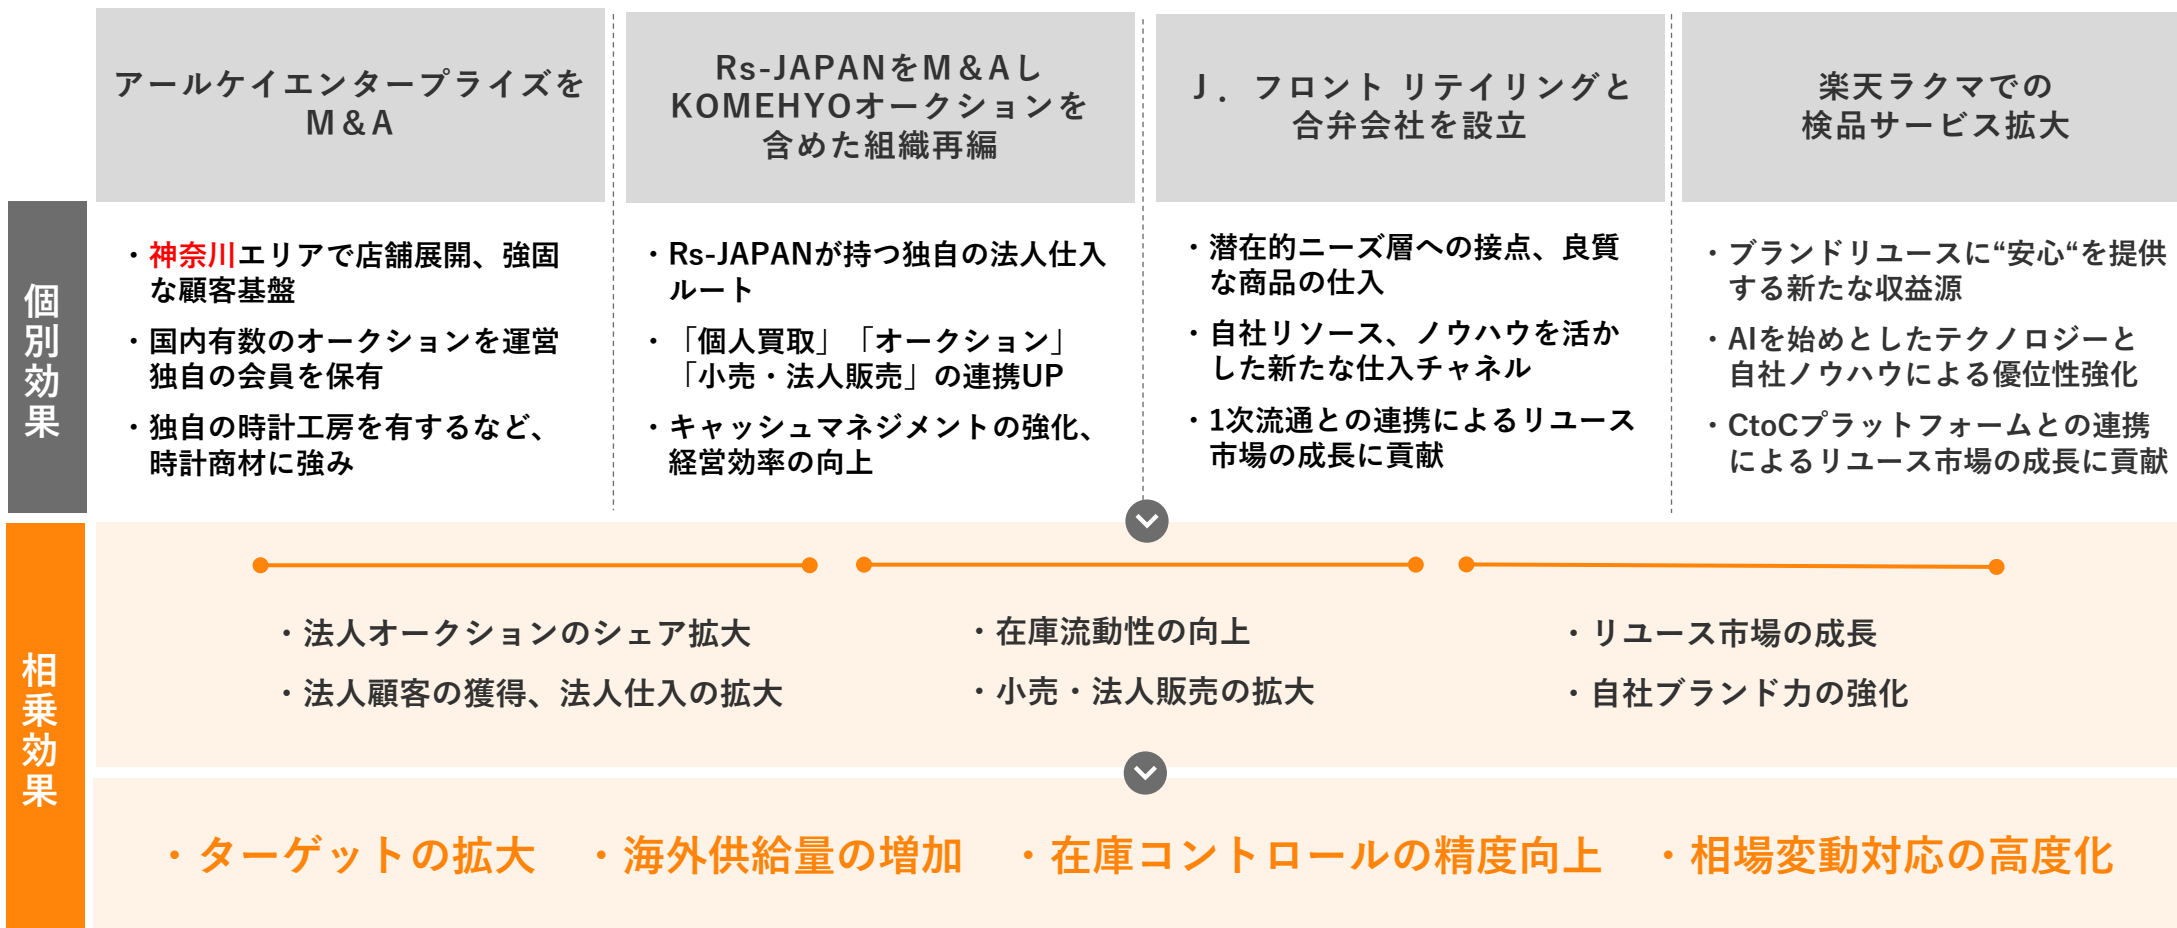 アールケイエンタープライズを
M＆A
Rs-JAPANをM＆Aし
KOMEHYOオークションを
含めた組織再編
J．フロント リテイリングと
合弁会社を設立
楽天ラクマでの
検品サービス拡大
個別効果
・神奈川エリアで店舗展開、強固
な顧客基盤
・国内有数のオークションを運営
独自の会員を保有
・独自の時計工房を有するなど、
時計商材に強み
・Rs-JAPANが持つ独自の法人仕入
ルート
・「個人買取」「オークション」
「小売・法人販売」の連携UP
・キャッシュマネジメントの強化、
経営効率の向上
・潜在的ニーズ層への接点、良質
な商品の仕入
・自社リソース、ノウハウを活か
した新たな仕入チャネル
・1次流通との連携によるリユース
市場の成長に貢献
・ブランドリユースに“安心“を提供
する新たな収益源
・AIを始めとしたテクノロジーと
自社ノウハウによる優位性強化
・CtoCプラットフォームとの連携
によるリユース市場の成長に貢献
相乗効果
・法人オークションのシェア拡大
・法人顧客の獲得、法人仕入の拡大
・在庫流動性の向上
・小売・法人販売の拡大
・リユース市場の成長
・自社ブランド力の強化
・ターゲットの拡大 ・海外供給量の増加 ・在庫コントロールの精度向上 ・相場変動対応の高度化